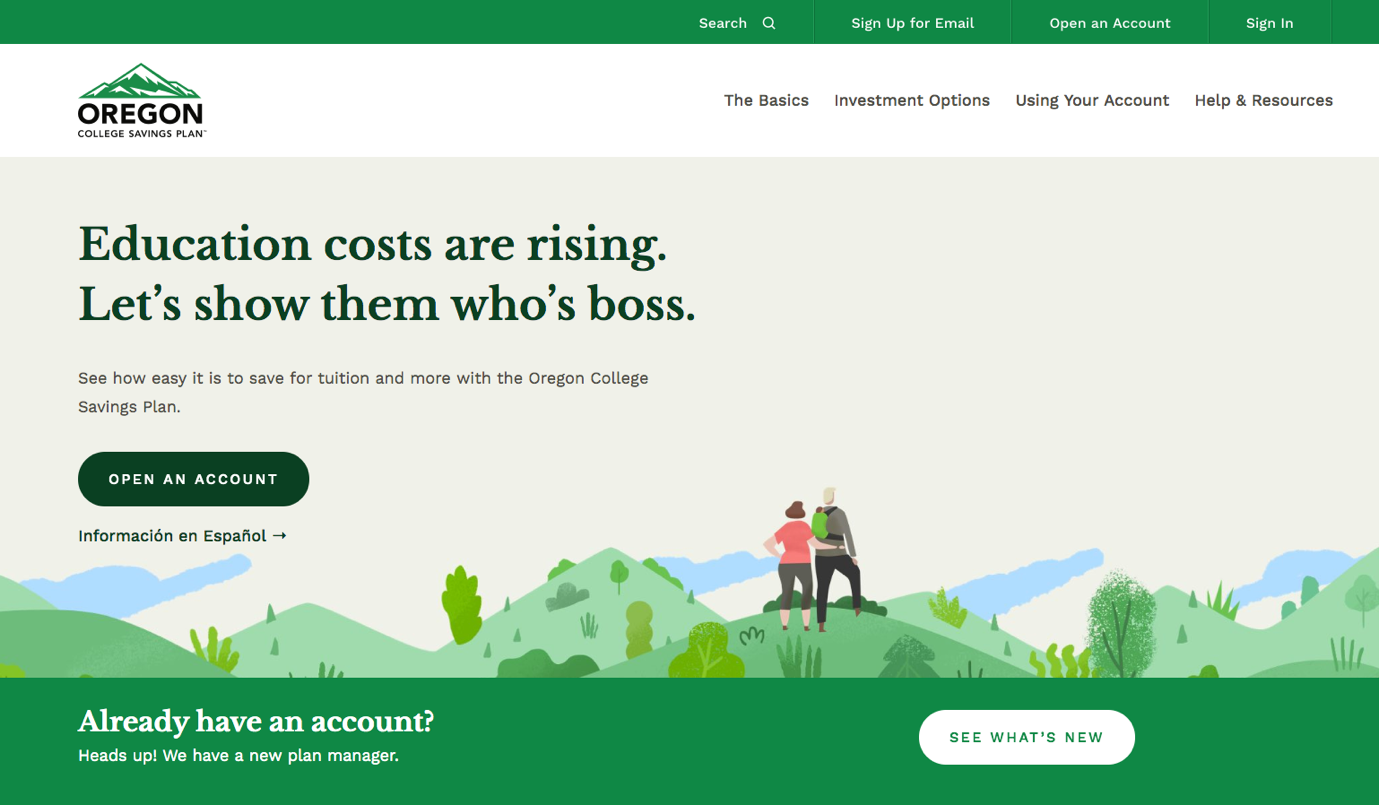 Search
Sign Up for Email
Open an Account
Sign In
OREGON
COLLEGE SAVINGS PLAN™
The Basics
Investment Options
Using Your Account
Help & Resources
Education costs are rising.
Let’s show them who’s boss.
See how easy it is to save for tuition and more with the Oregon College
Savings Plan.
OPEN AN ACCOUNT
Información en Español →
Already have an account?
Heads up! We have a new plan manager.
SEE WHAT’S NEW